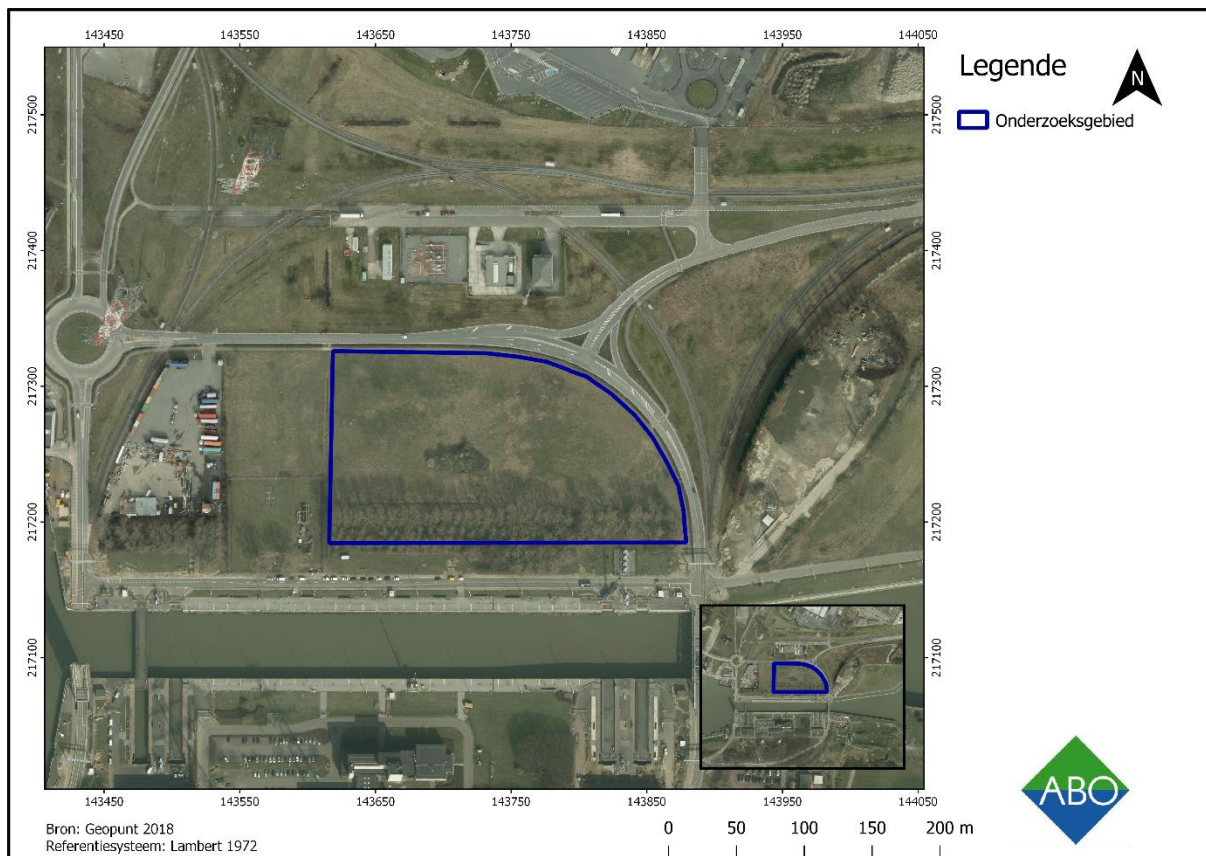 143450 143550 143650 143750 143850 143950 144050
Legende
N
Onderzoeksgebied
217500 217500
217400 217400
217300 217300
217200 217200
217100 217100
143450 143550 143650 143750 143850 143950 144050
Bron: Geopunt 2018
Referentiesysteem: Lambert 1972
0 50 100 150 200 m
ABO